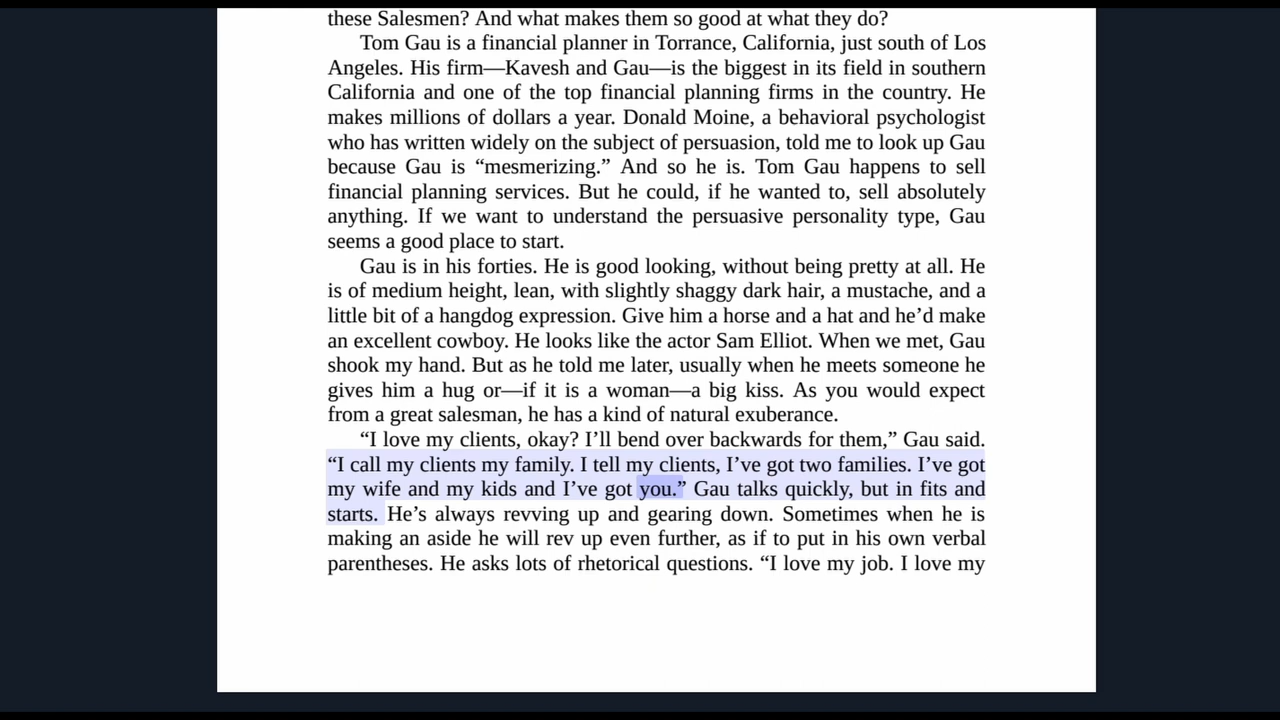 these Salesmen? And what makes them so good at what they do?
Tom Gau is a financial planner in Torrance, California, just south of Los
Angeles. His firm—Kavesh and Gau—is the biggest in its field in southern
California and one of the top financial planning firms in the country. He
makes millions of dollars a year. Donald Moine, a behavioral psychologist
who has written widely on the subject of persuasion, told me to look up Gau
because Gau is “mesmerizing.” And so he is. Tom Gau happens to sell
financial planning services. But he could, if he wanted to, sell absolutely
anything. If we want to understand the persuasive personality type, Gau
seems a good place to start.
Gau is in his forties. He is good looking, without being pretty at all. He
is of medium height, lean, with slightly shaggy dark hair, a mustache, and a
little bit of a hangdog expression. Give him a horse and a hat and he’d make
an excellent cowboy. He looks like the actor Sam Elliot. When we met, Gau
shook my hand. But as he told me later, usually when he meets someone he
gives him a hug or—if it is a woman—a big kiss. As you would expect
from a great salesman, he has a kind of natural exuberance.
“I love my clients, okay? I’ll bend over backwards for them,” Gau said.
“I call my clients my family. I tell my clients, I’ve got two families. I’ve got
my wife and my kids and I’ve got you.” Gau talks quickly, but in fits and
starts. He’s always revving up and gearing down. Sometimes when he is
making an aside he will rev up even further, as if to put in his own verbal
parentheses. He asks lots of rhetorical questions. “I love my job. I love my